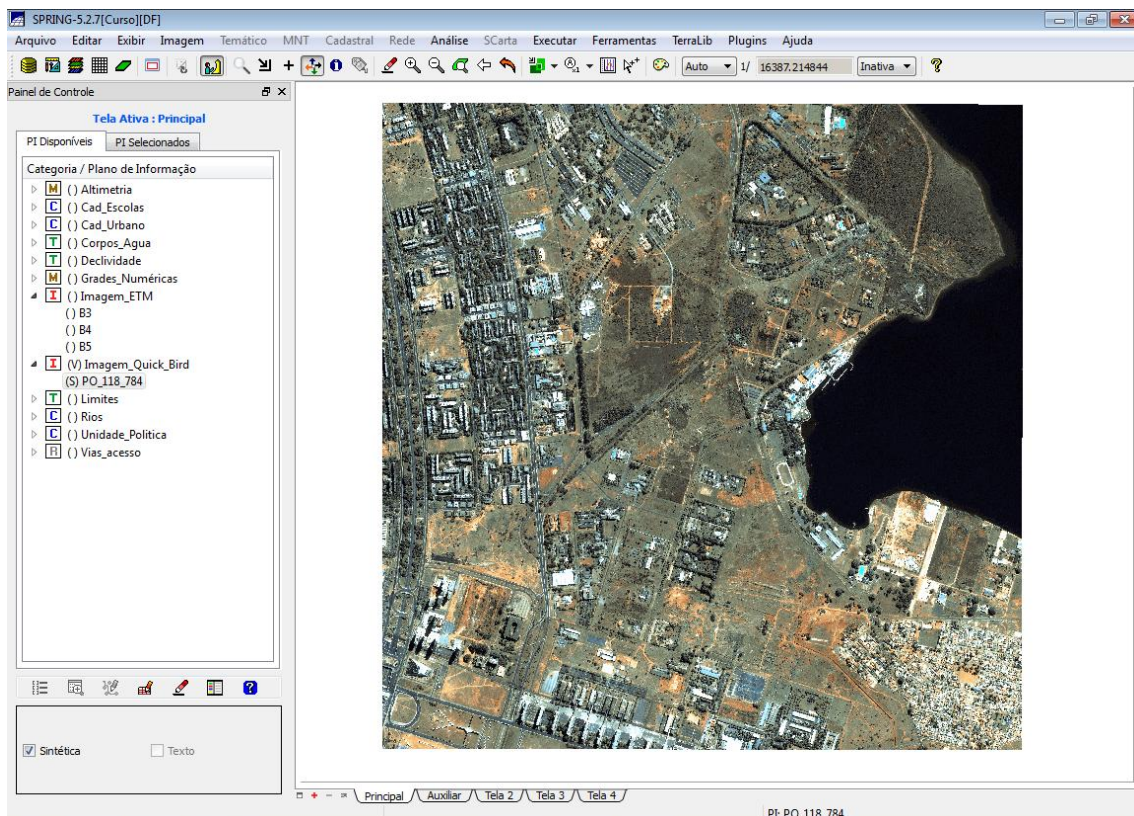 SPRING-5.2.7[Curso][DF]
Arquivo Editar Exibir Imagem Temático MNT Cadastral Rede Análise SCarta Executar Ferramentas TerraLib Plugins Ajuda
Auto 1/ 16387.214844 Inativa
Painel de Controle
Tela Ativa : Principal
PI Disponíveis PI Selecionados
Categoria / Plano de Informação
M () Altimetria
C () Cad_Escolas
C () Cad_Urbano
T () Corpos_Agua
T () Declividade
M () Grades_Numéricas
I () Imagem_ETM
() B3
() B4
() B5
I (V) Imagem_Quick_Bird
(S) PO_118_784
T () Limites
C () Rios
C () Unidade_Politica
R () Vias_acesso
Sintética Texto
Principal Auxiliar Tela 2 Tela 3 Tela 4
PI: PO_118_784